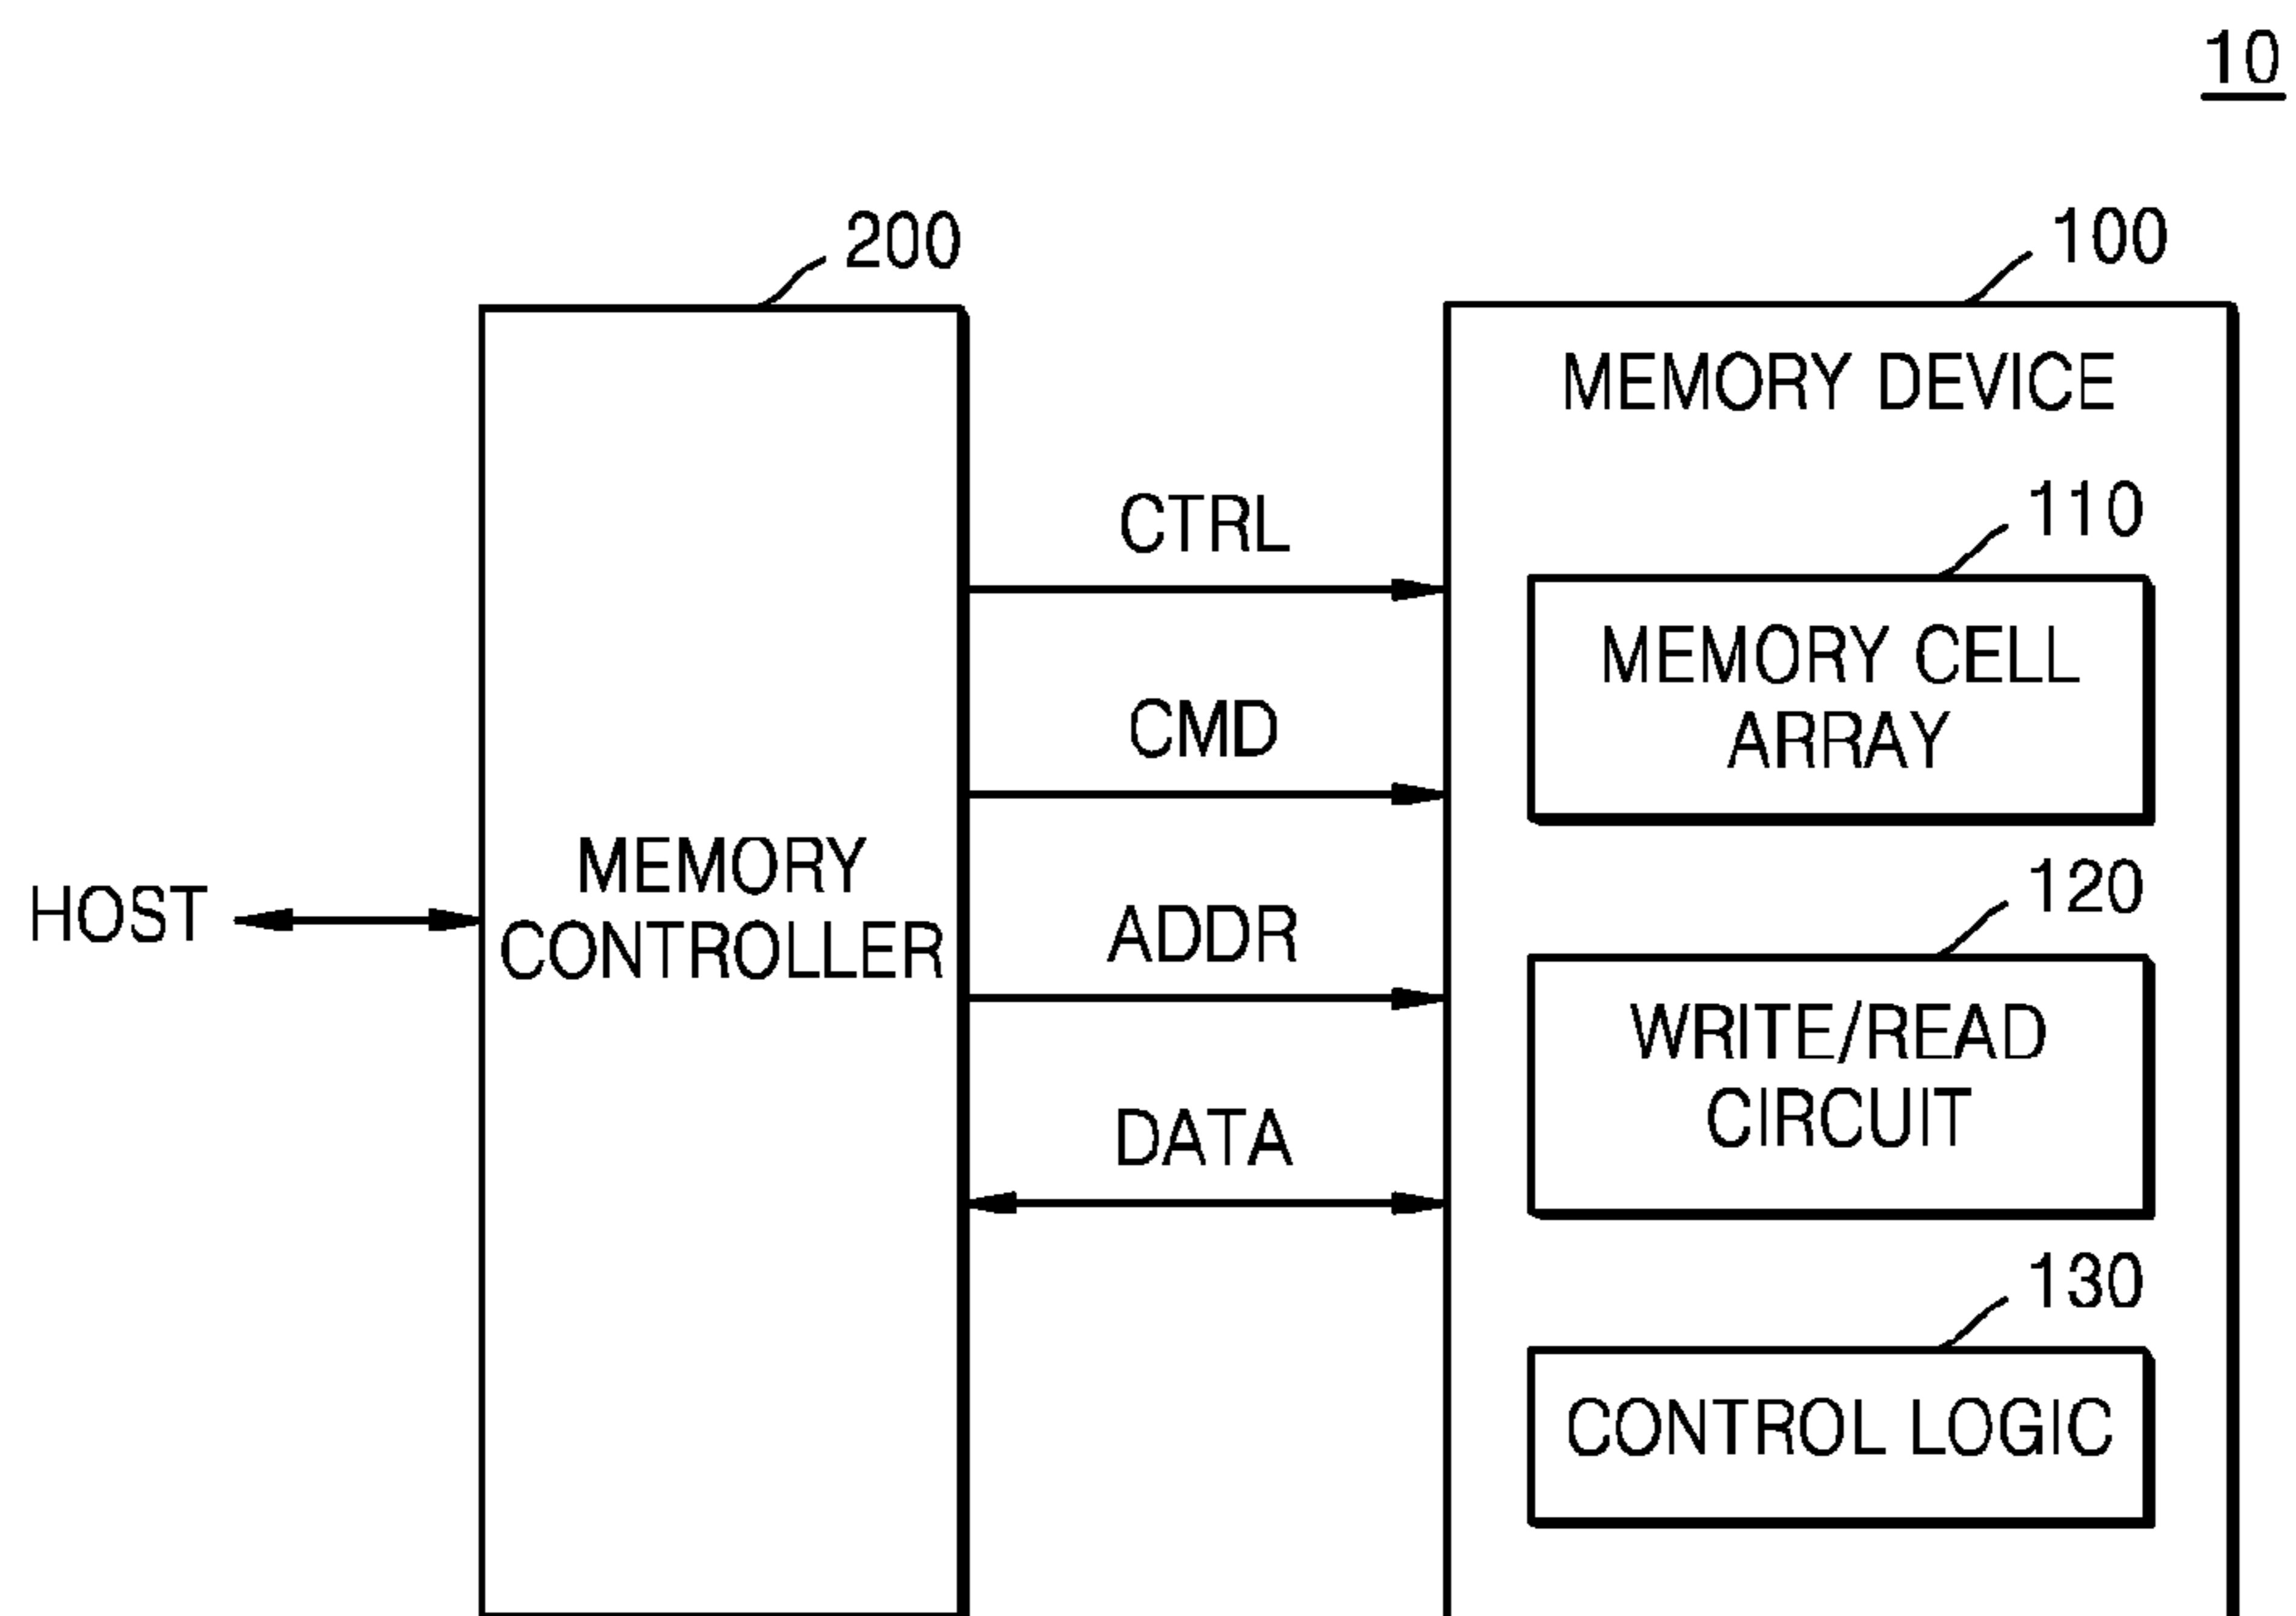 10
200
100
MEMORY DEVICE
CTRL
110
MEMORY CELL
ARRAY
CMD
MEMORY
CONTROLLER
HOST
ADDR
120
WRITE/READ
CIRCUIT
DATA
130
CONTROL LOGIC